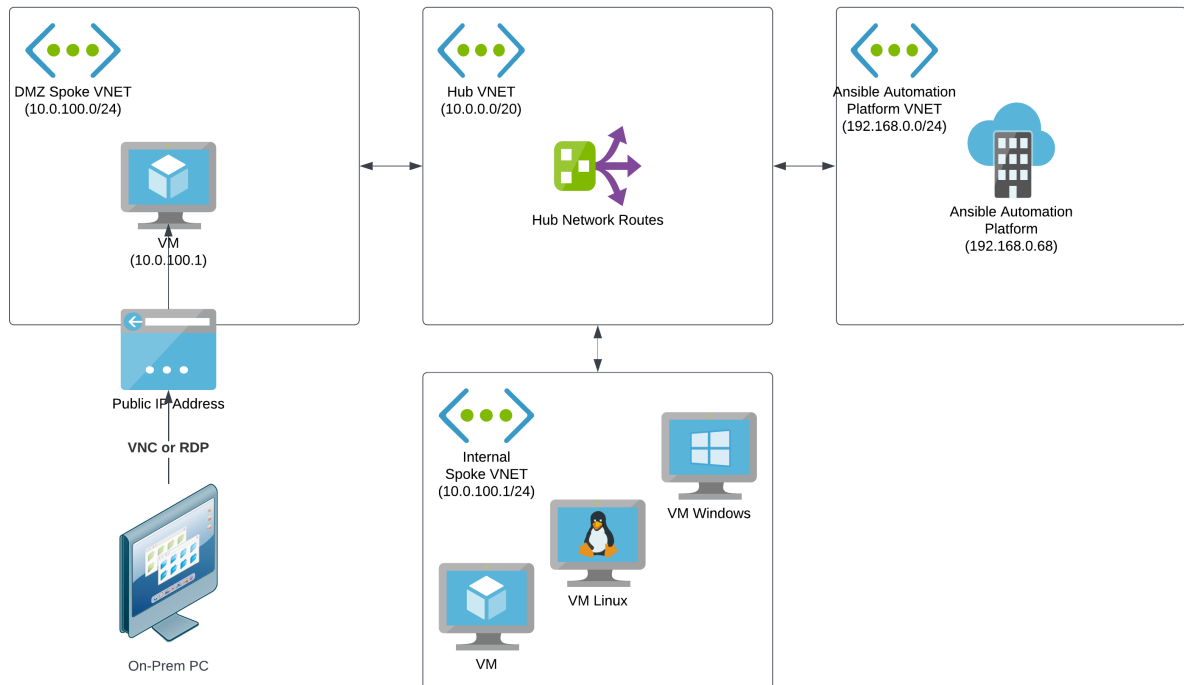 DMZ Spoke VNET
(10.0.100.0/24)
VM
(10.0.100.1)
Public IP Address
VNC or RDP
On-Prem PC
Hub VNET
(10.0.0.0/20)
Hub Network Routes
Ansible Automation
Platform VNET
(192.168.0.0/24)
Ansible Automation
Platform
(192.168.0.68)
Internal
Spoke VNET
(10.0.100.1/24)
VM Windows
VM Linux
VM